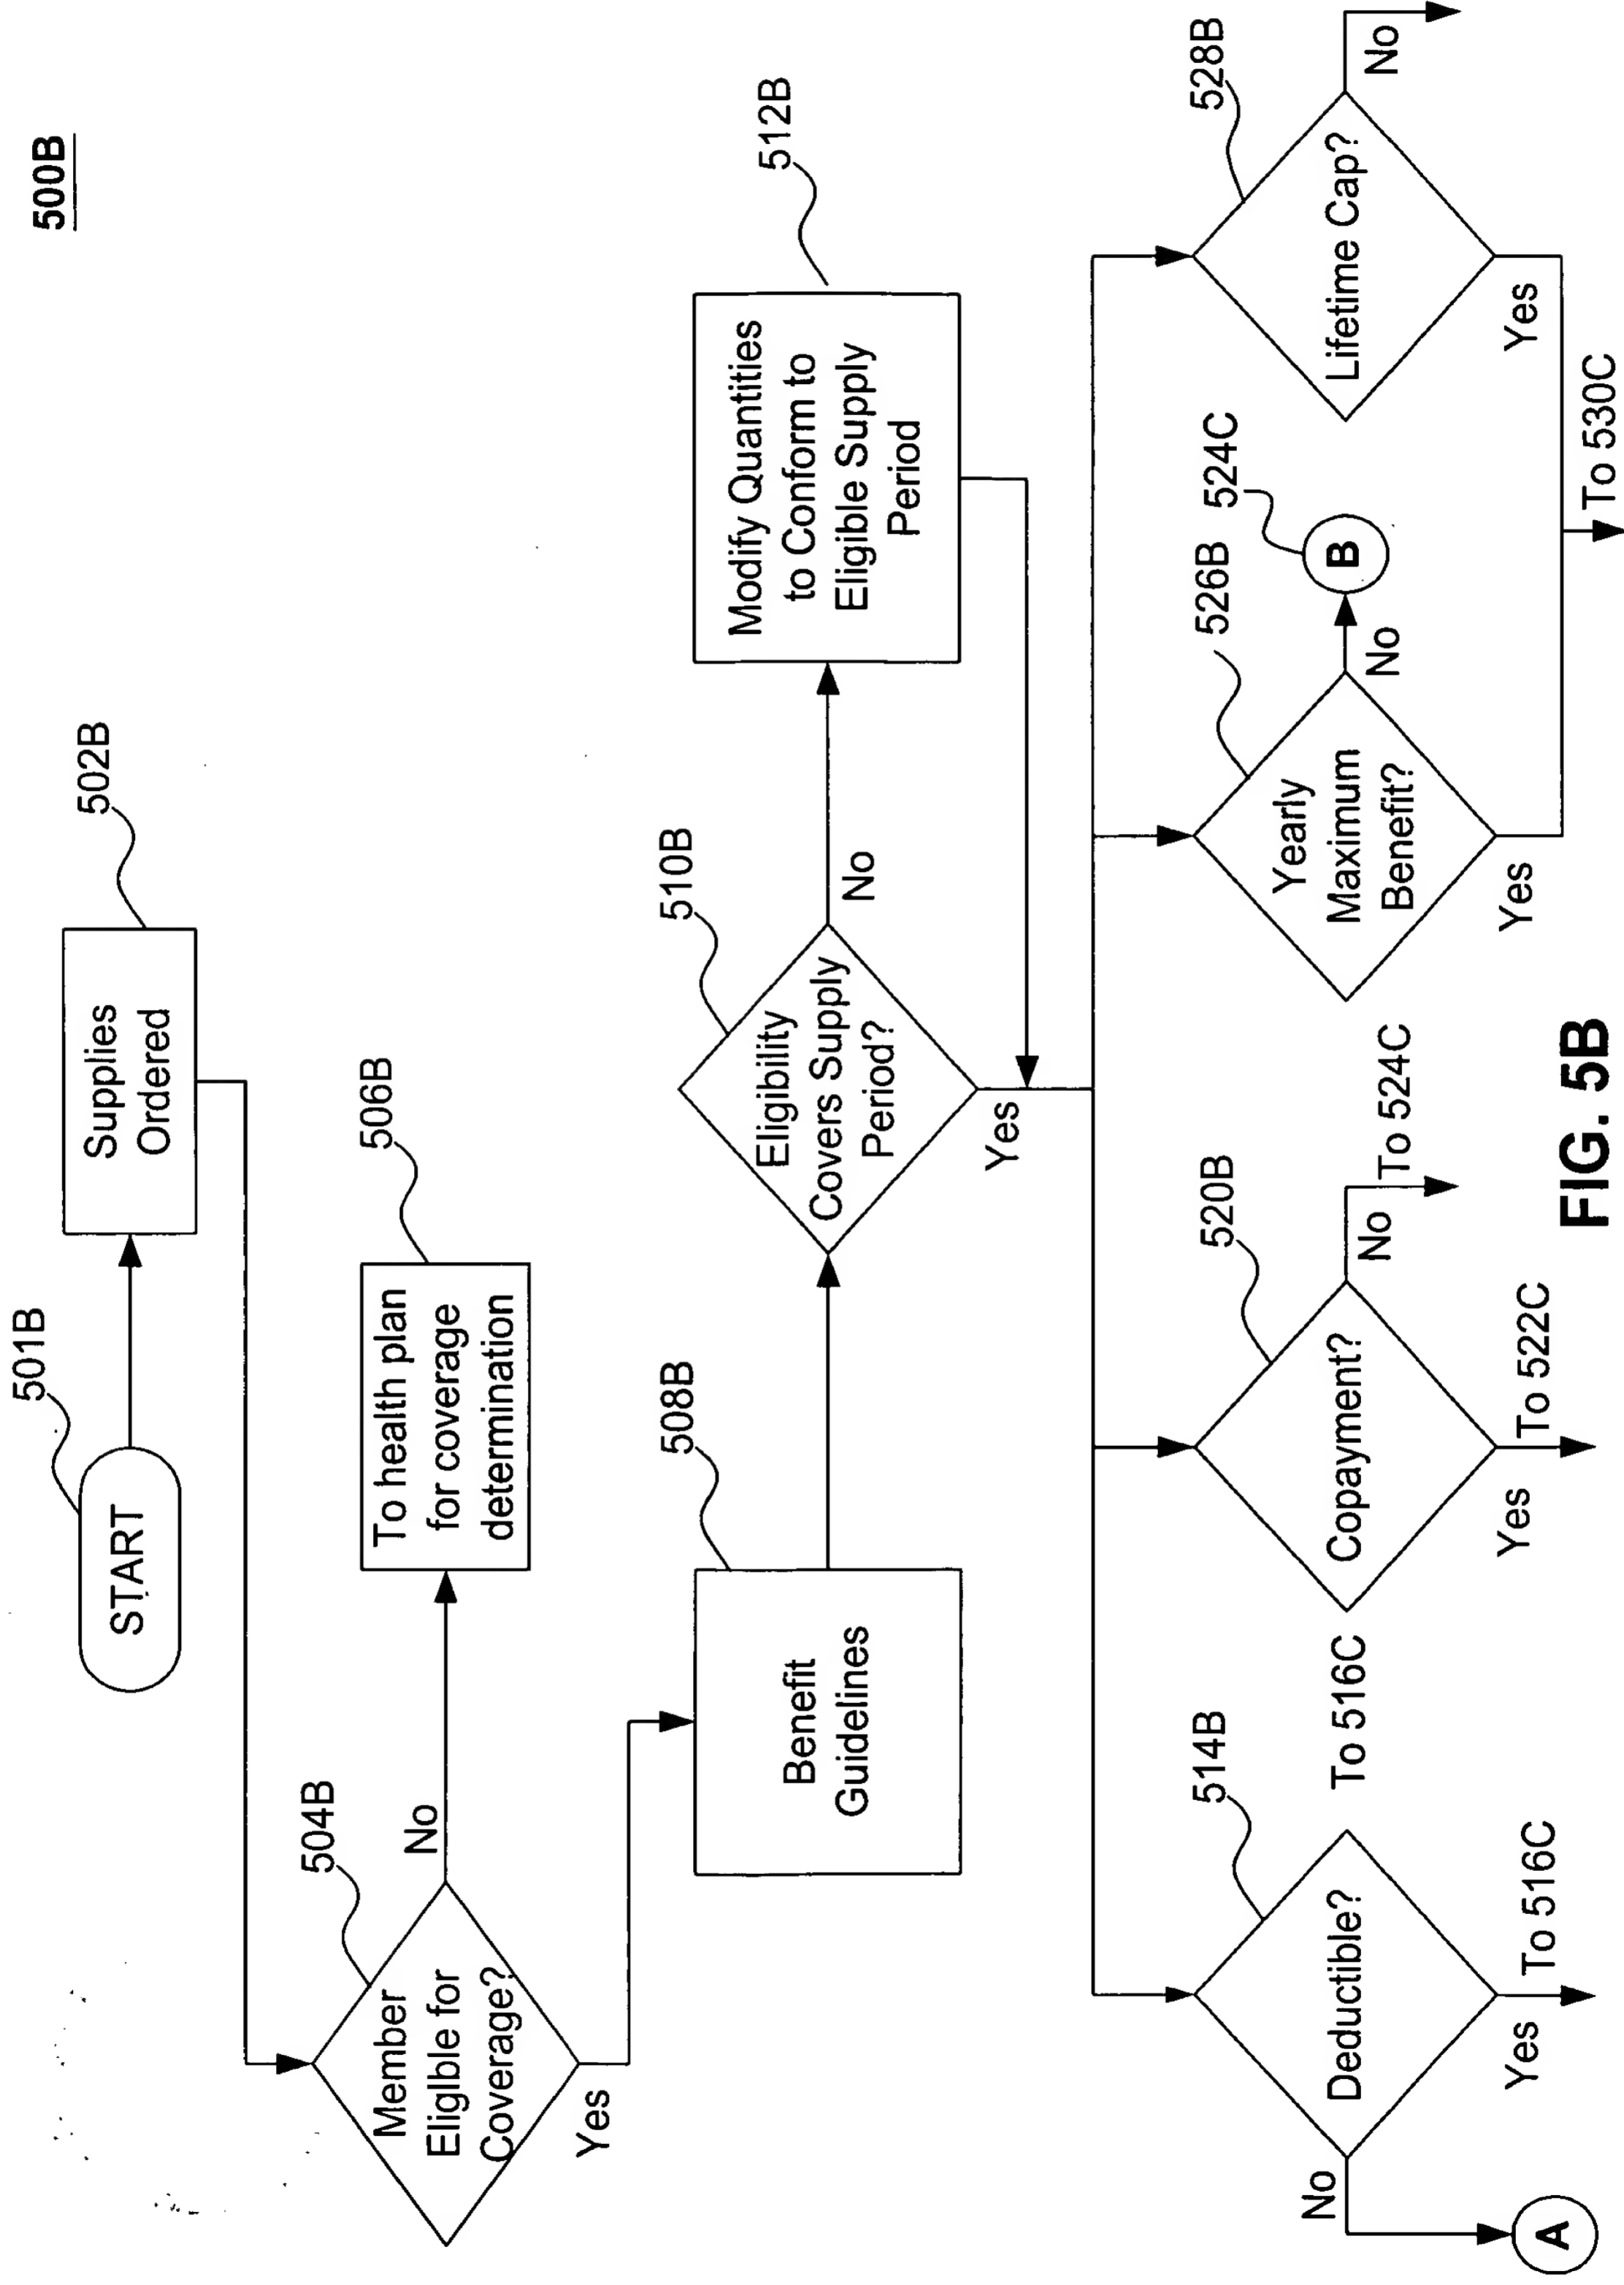 500B
501B
START
502B
Supplies
Ordered
504B
Member
Eliglble for
Coverage?
No
Yes
506B
To health plan
for coverage
determination
508B
Benefit
Guidelines
510B
Eligibility
Covers Supply
Period?
No
Yes
512B
Modify Quantities
to Conform to
Eligible Supply
Period
514B
Deductible?
No
A
Yes
To 516C
To 516C
520B
Copayment?
No
To 524C
Yes
To 522C
526B
Yearly
Maximum
Benefit?
No
524C
B
Yes
528B
Lifetime Cap?
No
Yes
To 530C
FIG. 5B